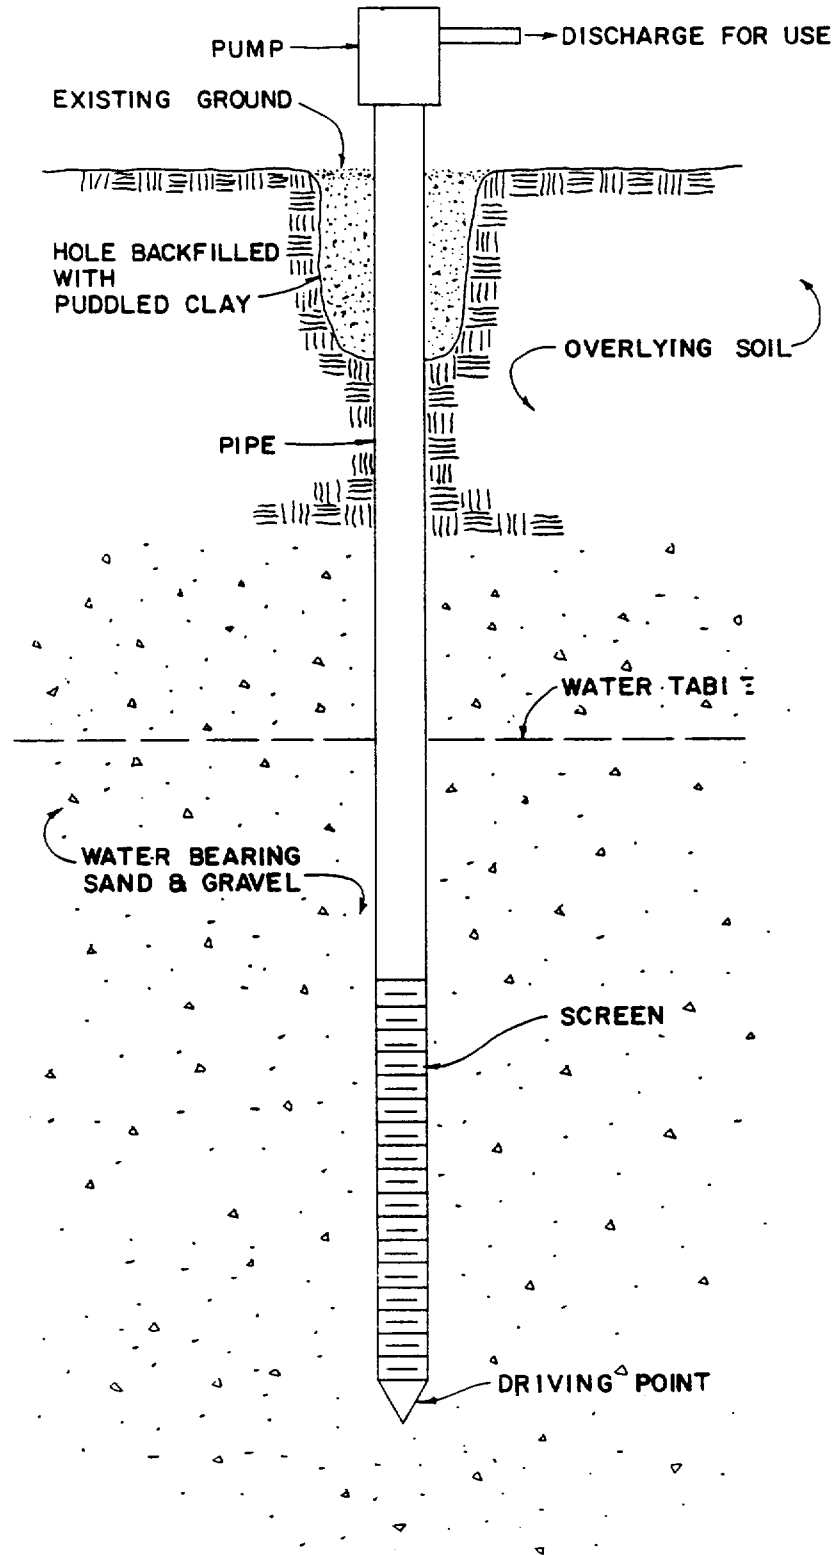 PUMP
DISCHARGE FOR USE
EXISTING GROUND
HOLE BACKFILLED
WITH
PUDDLED CLAY
OVERLYING SOIL
PIPE
WATER TABLE
WATER BEARING
SAND & GRAVEL
SCREEN
DRIVING POINT